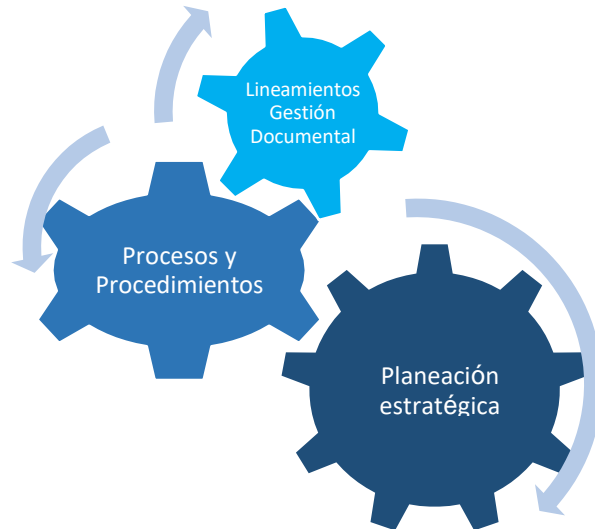 Lineamientos
Gestión
Documental
Procesos y
Procedimientos
Planeación
estratégica